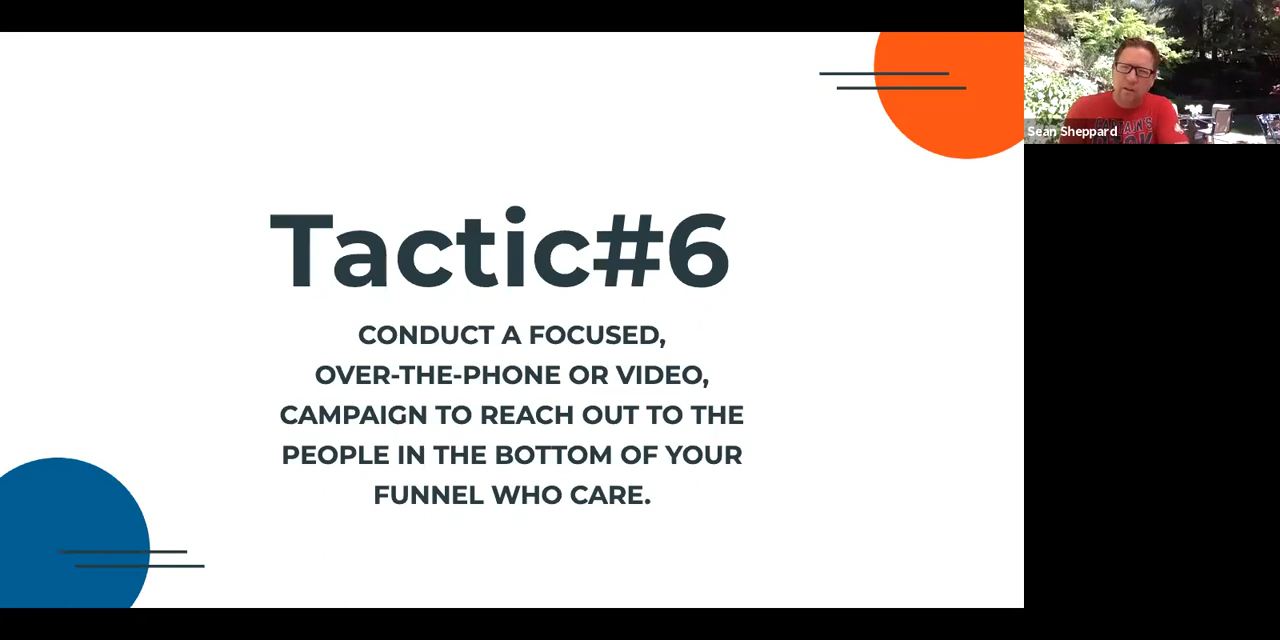 Tactic#6
CONDUCT A FOCUSED,
OVER-THE-PHONE OR VIDEO,
CAMPAIGN TO REACH OUT TO THE
PEOPLE IN THE BOTTOM OF YOUR
FUNNEL WHO CARE.
Sean Sheppard